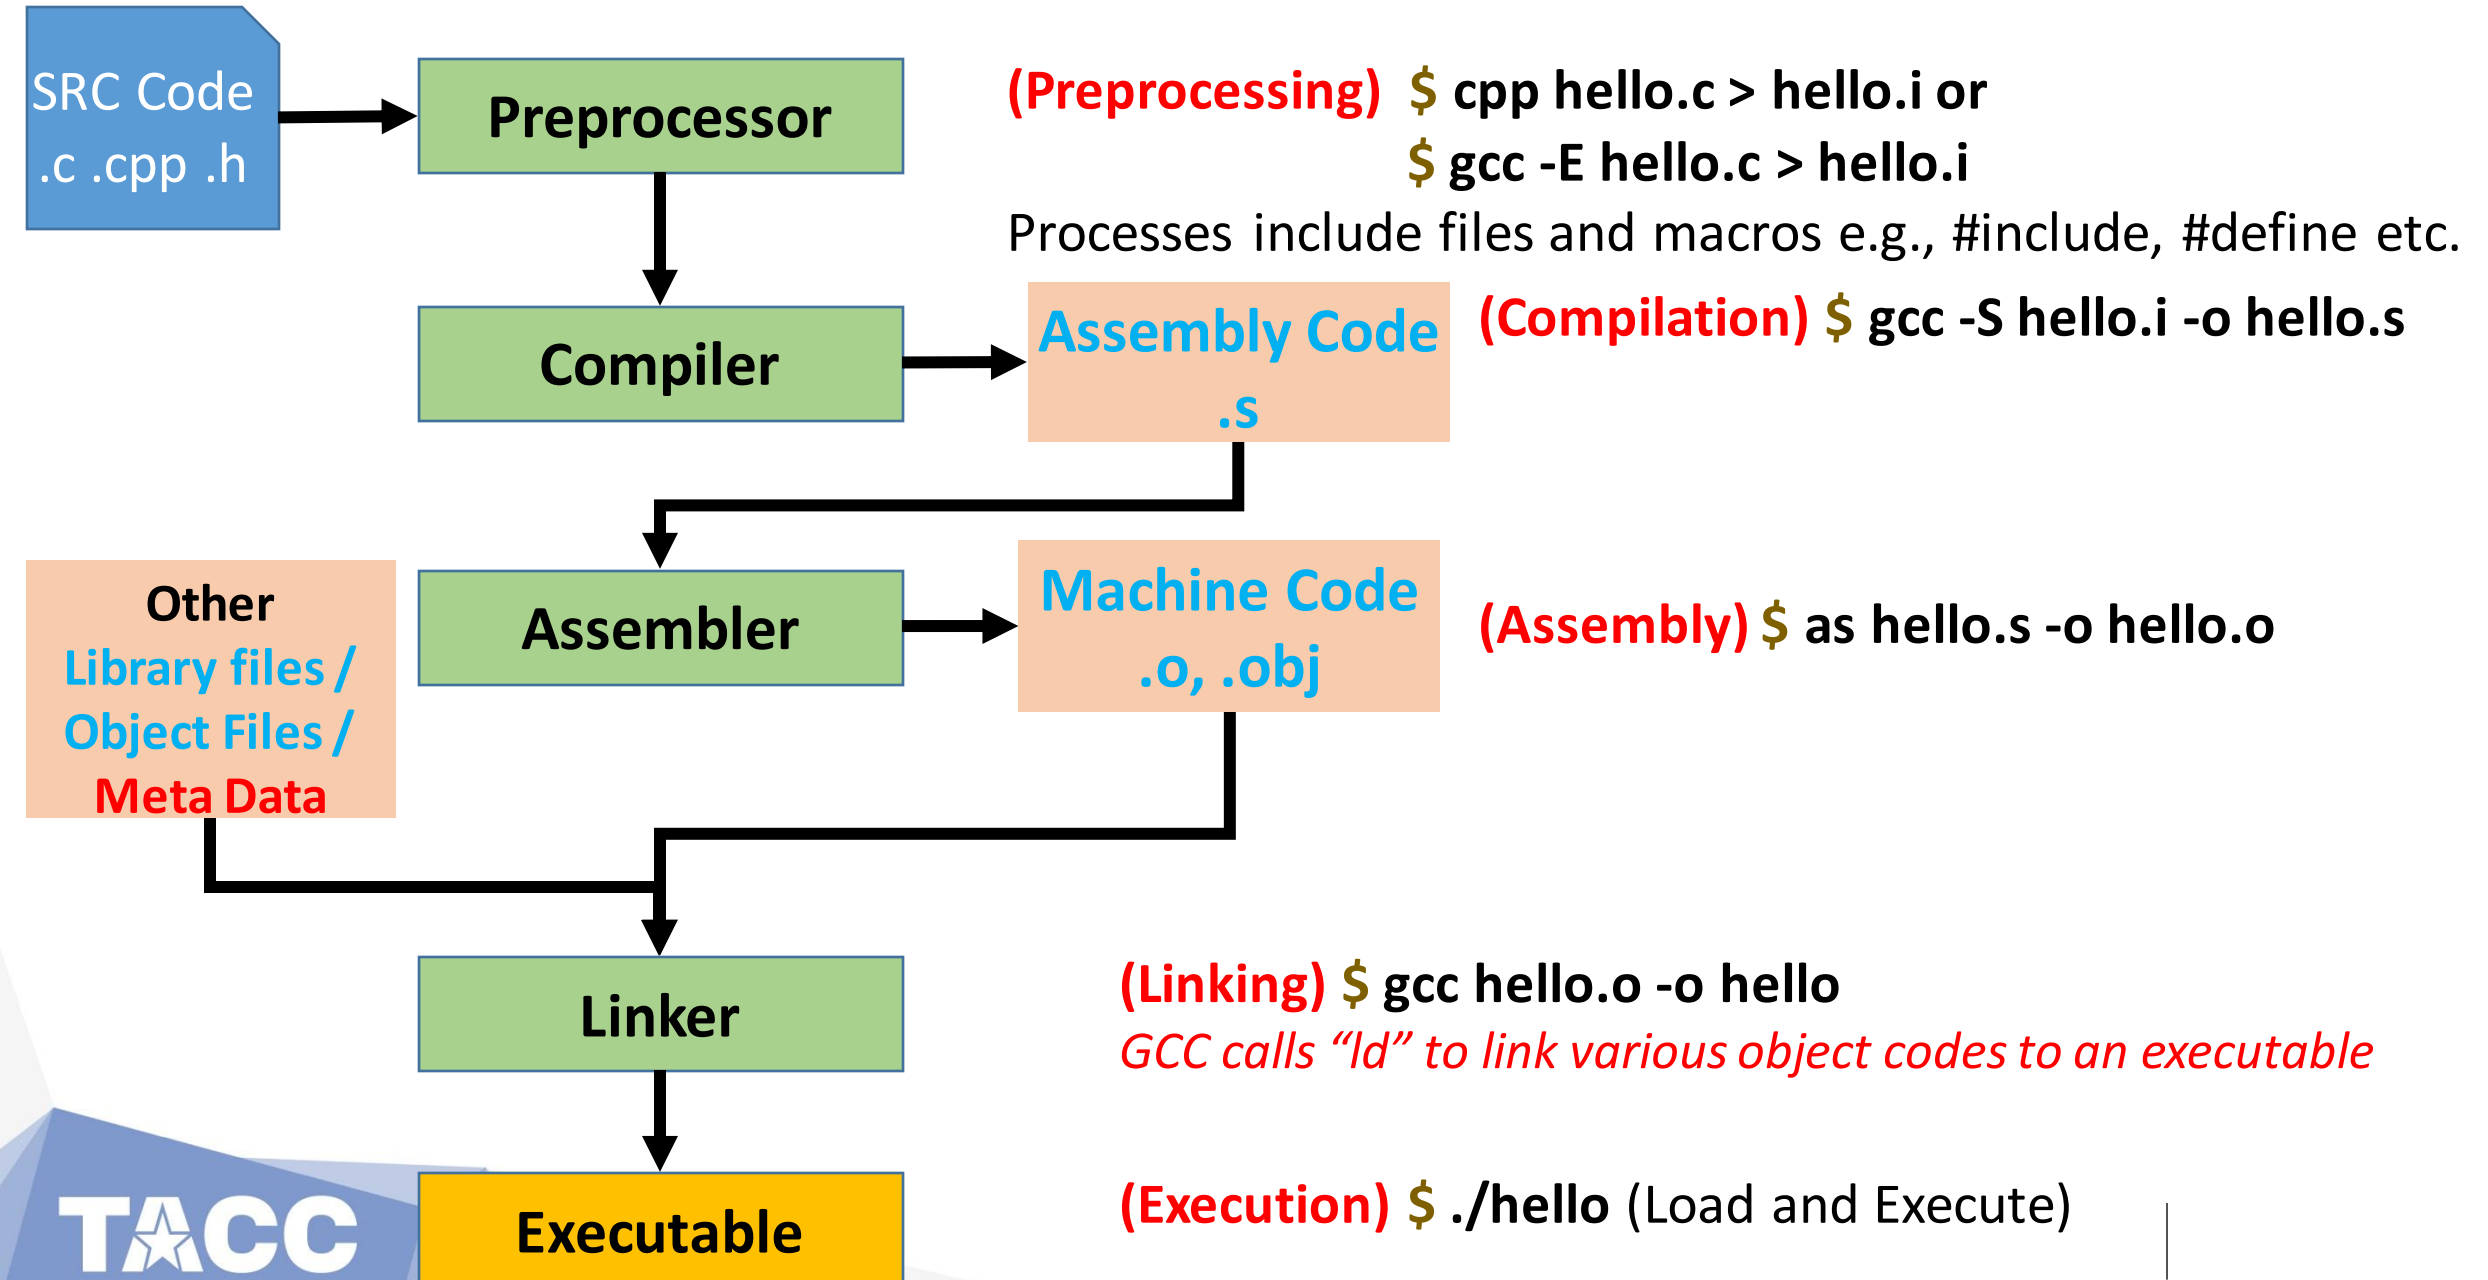 SRC Code
.c .cpp .h
Preprocessor
(Preprocessing) $ cpp hello.c > hello.i or
$ gcc -E hello.c > hello.i
Processes include files and macros e.g., #include, #define etc.
Compiler
Assembly Code
.s
(Compilation) $ gcc -S hello.i -o hello.s
Other
Library files /
Object Files /
Meta Data
Assembler
Machine Code
.o, .obj
(Assembly) $ as hello.s -o hello.o
Linker
(Linking) $ gcc hello.o -o hello
GCC calls “ld” to link various object codes to an executable
TACC
Executable
(Execution) $ ./hello (Load and Execute)